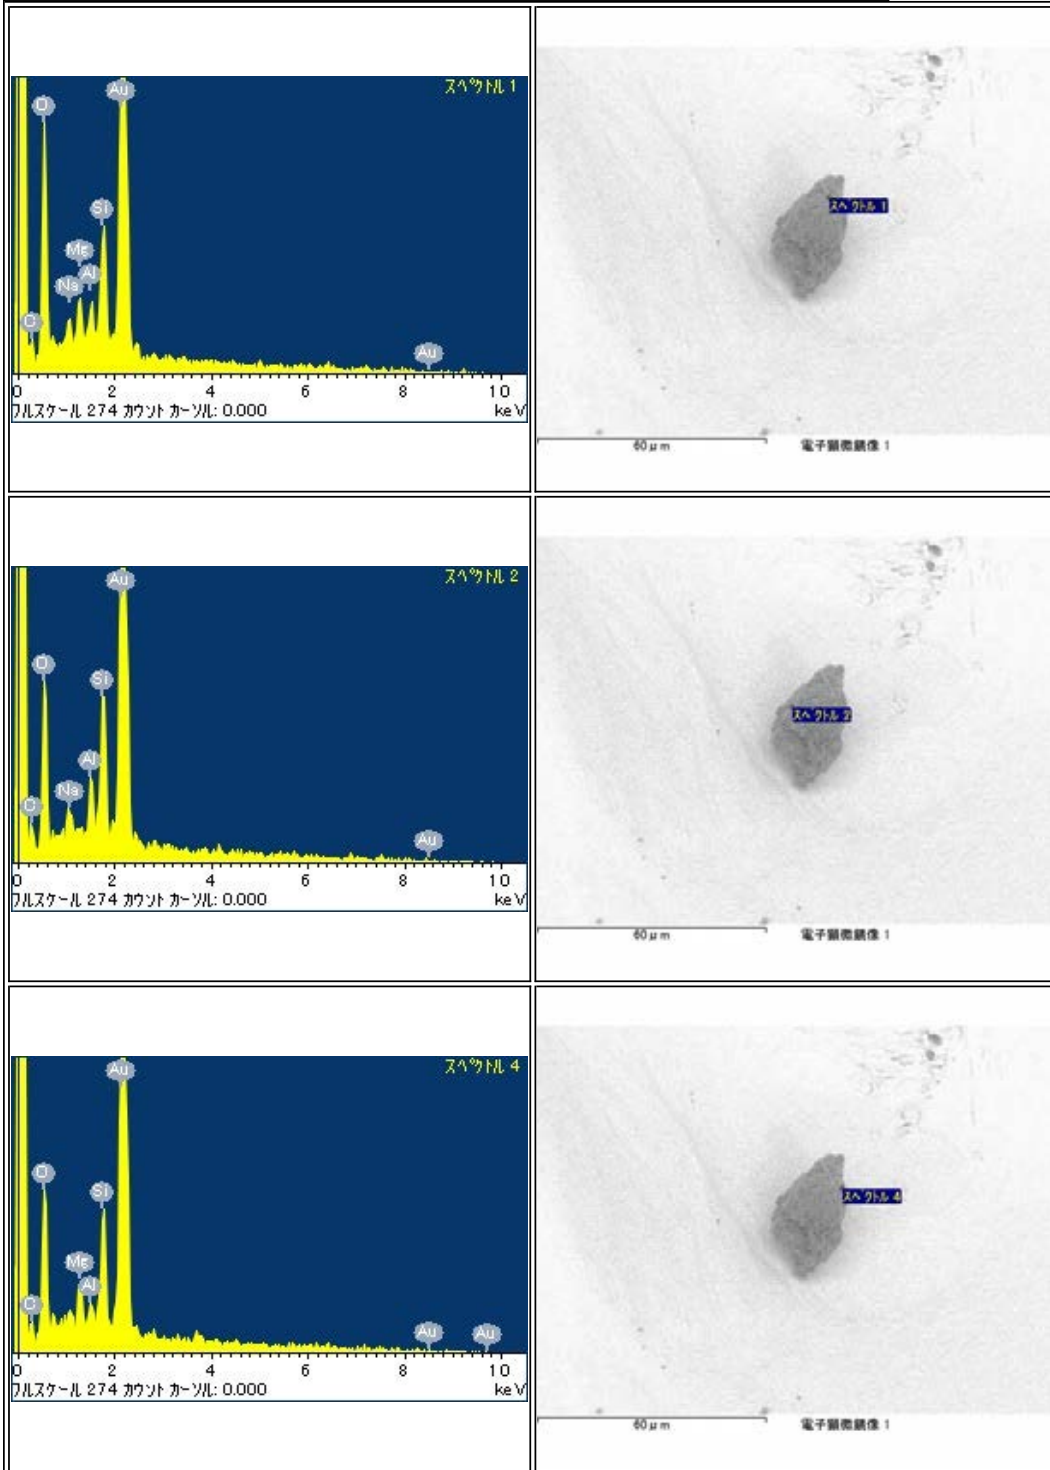 スペクトル 1
Au
O
Si
Mg
Al
Na
C
Au
0 2 4 6 8 10
フルスケール 274 カウント カーソル: 0.000 keV
スペクトル 1
60μm 電子顕微鏡像 1
スペクトル 2
Au
O
Si
Al
Na
C
Au
0 2 4 6 8 10
フルスケール 274 カウント カーソル: 0.000 keV
スペクトル 2
60μm 電子顕微鏡像 1
スペクトル 4
Au
O
Si
Mg
Al
C
Au Au
0 2 4 6 8 10
フルスケール 274 カウント カーソル: 0.000 keV
スペクトル 4
60μm 電子顕微鏡像 1